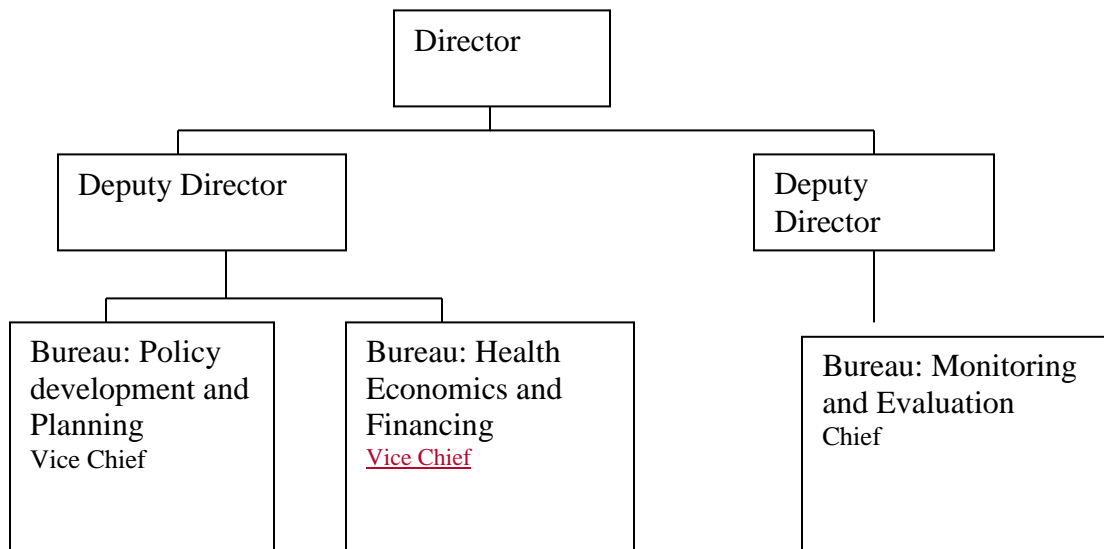 Director
Deputy Director
Deputy
Director
Bureau: Policy
development and
Planning
Vice Chief
Bureau: Health
Economics and
Financing
Vice Chief
Bureau: Monitoring
and Evaluation
Chief